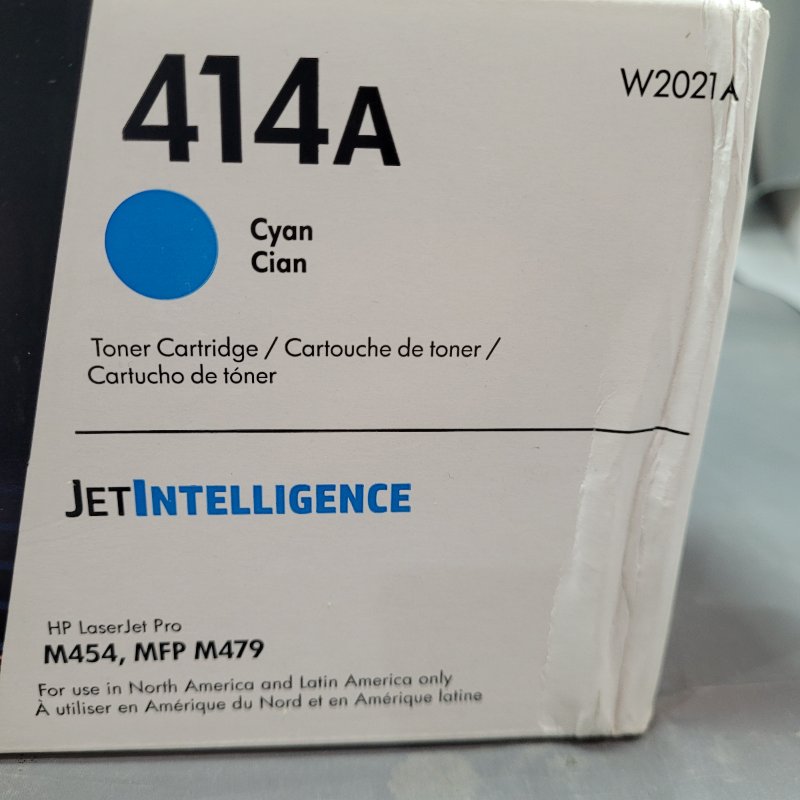 414A
W2021A
Cyan
Cian
Toner Cartridge / Cartouche de toner /
Cartucho de tóner
JETINTELLIGENCE
HP LaserJet Pro
M454, MFP M479
For use in North America and Latin America only
À utiliser en Amérique du Nord et en Amérique latine